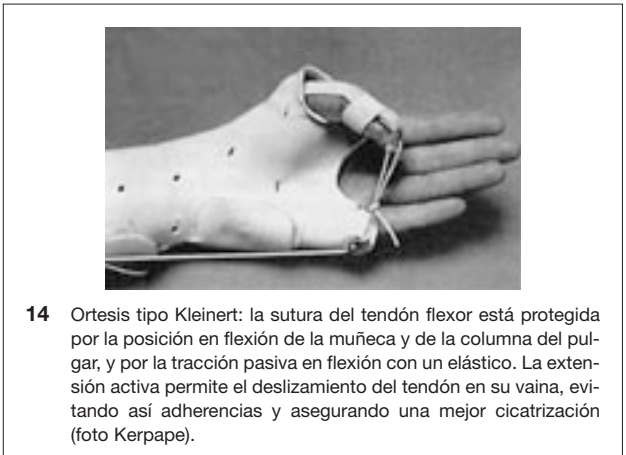 14 Ortesis tipo Kleinert: la sutura del tendón flexor está protegida
por la posición en flexión de la muñeca y de la columna del pul-
gar, y por la tracción pasiva en flexión con un elástico. La exten-
sión activa permite el deslizamiento del tendón en su vaina, evi-
tando así adherencias y asegurando una mejor cicatrización
(foto Kerpape).